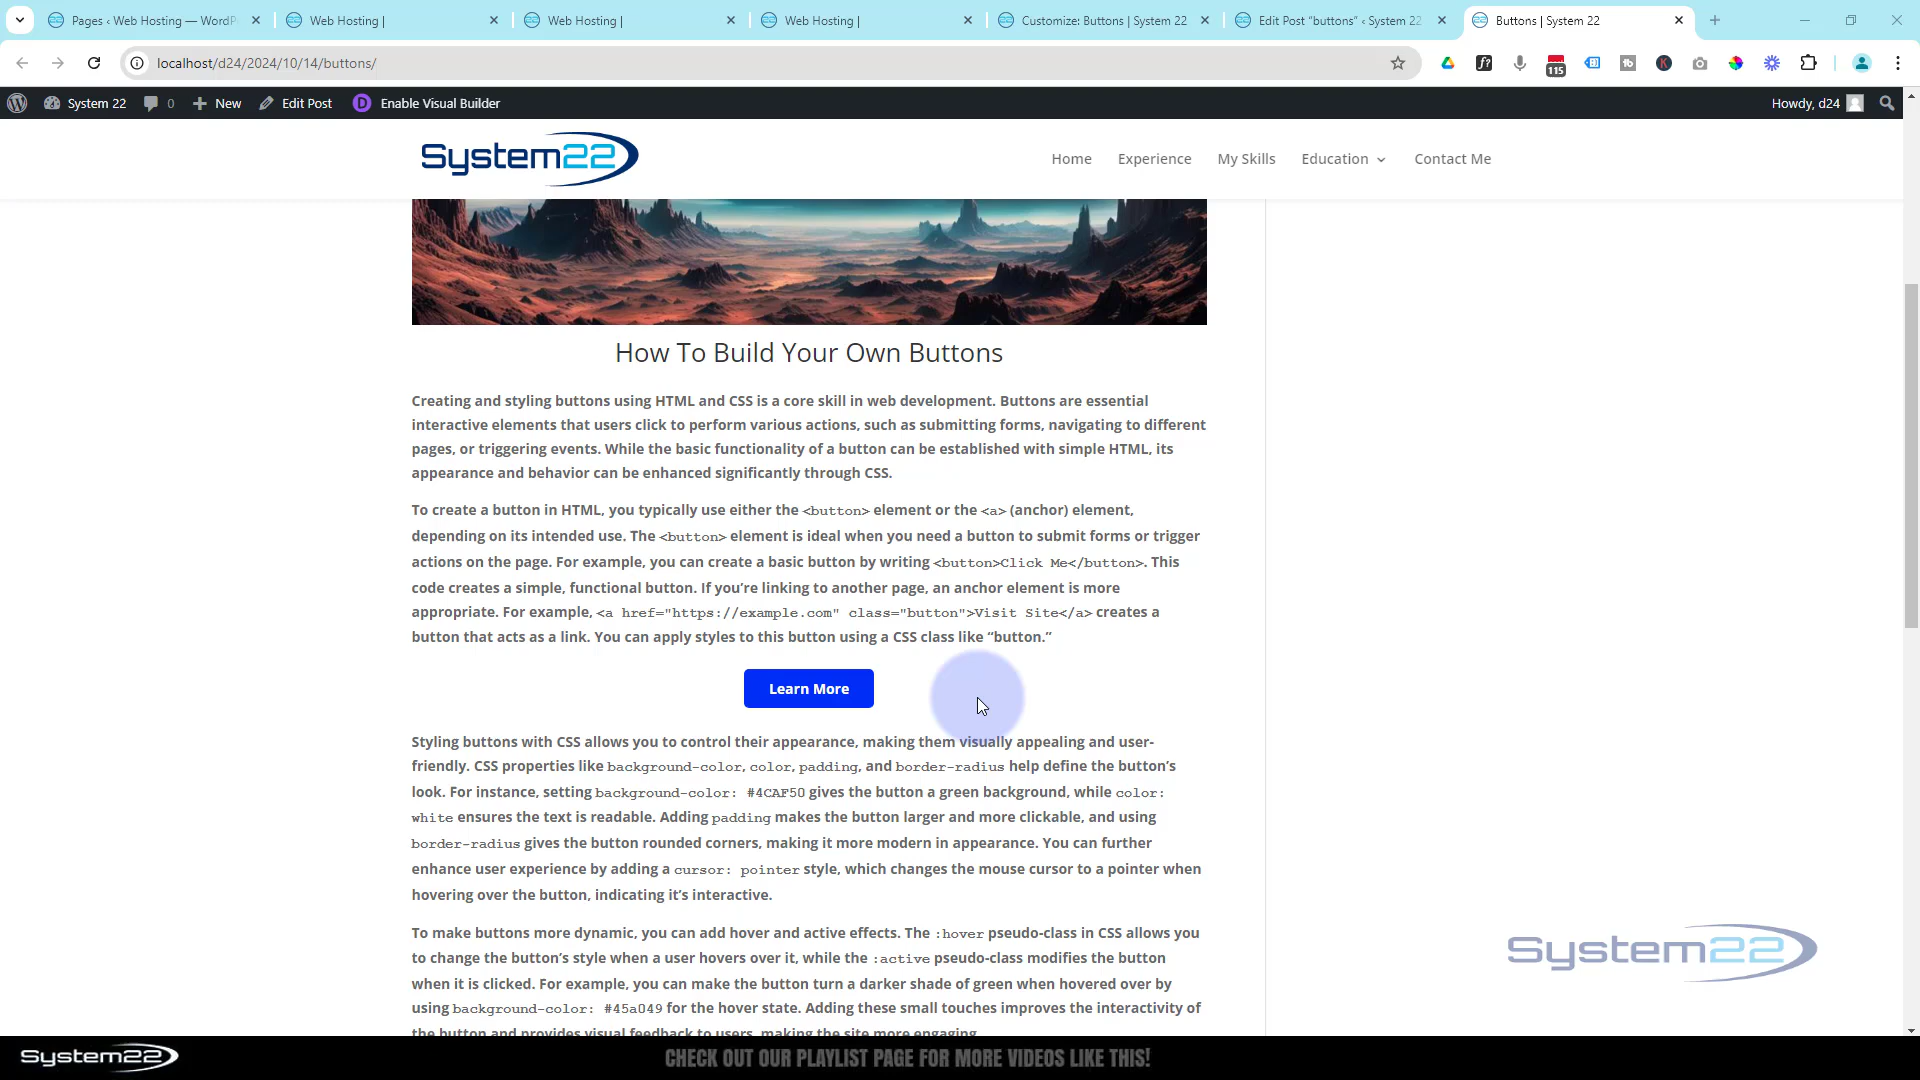 Pages ‹ Web Hosting — WordP
Web Hosting |
Web Hosting |
Web Hosting |
Customize: Buttons | System 22
Edit Post “buttons” ‹ System 22
Buttons | System 22
localhost/d24/2024/10/14/buttons/
115
System 22
0
New
Edit Post
Enable Visual Builder
Howdy, d24
System22
Home
Experience
My Skills
Education
Contact Me
How To Build Your Own Buttons
Creating and styling buttons using HTML and CSS is a core skill in web development. Buttons are essential
interactive elements that users click to perform various actions, such as submitting forms, navigating to different
pages, or triggering events. While the basic functionality of a button can be established with simple HTML, its
appearance and behavior can be enhanced significantly through CSS.
To create a button in HTML, you typically use either the <button> element or the <a> (anchor) element,
depending on its intended use. The <button> element is ideal when you need a button to submit forms or trigger
actions on the page. For example, you can create a basic button by writing <button>Click Me</button>. This
code creates a simple, functional button. If you’re linking to another page, an anchor element is more
appropriate. For example, <a href="https://example.com" class="button">Visit Site</a> creates a
button that acts as a link. You can apply styles to this button using a CSS class like “button.”
Learn More
Styling buttons with CSS allows you to control their appearance, making them visually appealing and user-
friendly. CSS properties like background-color, color, padding, and border-radius help define the button’s
look. For instance, setting background-color: #4CAF50 gives the button a green background, while color:
white ensures the text is readable. Adding padding makes the button larger and more clickable, and using
border-radius gives the button rounded corners, making it more modern in appearance. You can further
enhance user experience by adding a cursor: pointer style, which changes the mouse cursor to a pointer when
hovering over the button, indicating it’s interactive.
To make buttons more dynamic, you can add hover and active effects. The :hover pseudo-class in CSS allows you
to change the button’s style when a user hovers over it, while the :active pseudo-class modifies the button
when it is clicked. For example, you can make the button turn a darker shade of green when hovered over by
using background-color: #45a049 for the hover state. Adding these small touches improves the interactivity of
the button and provides visual feedback to users, making the site more engaging.
System22
System22
CHECK OUT OUR PLAYLIST PAGE FOR MORE VIDEOS LIKE THIS!